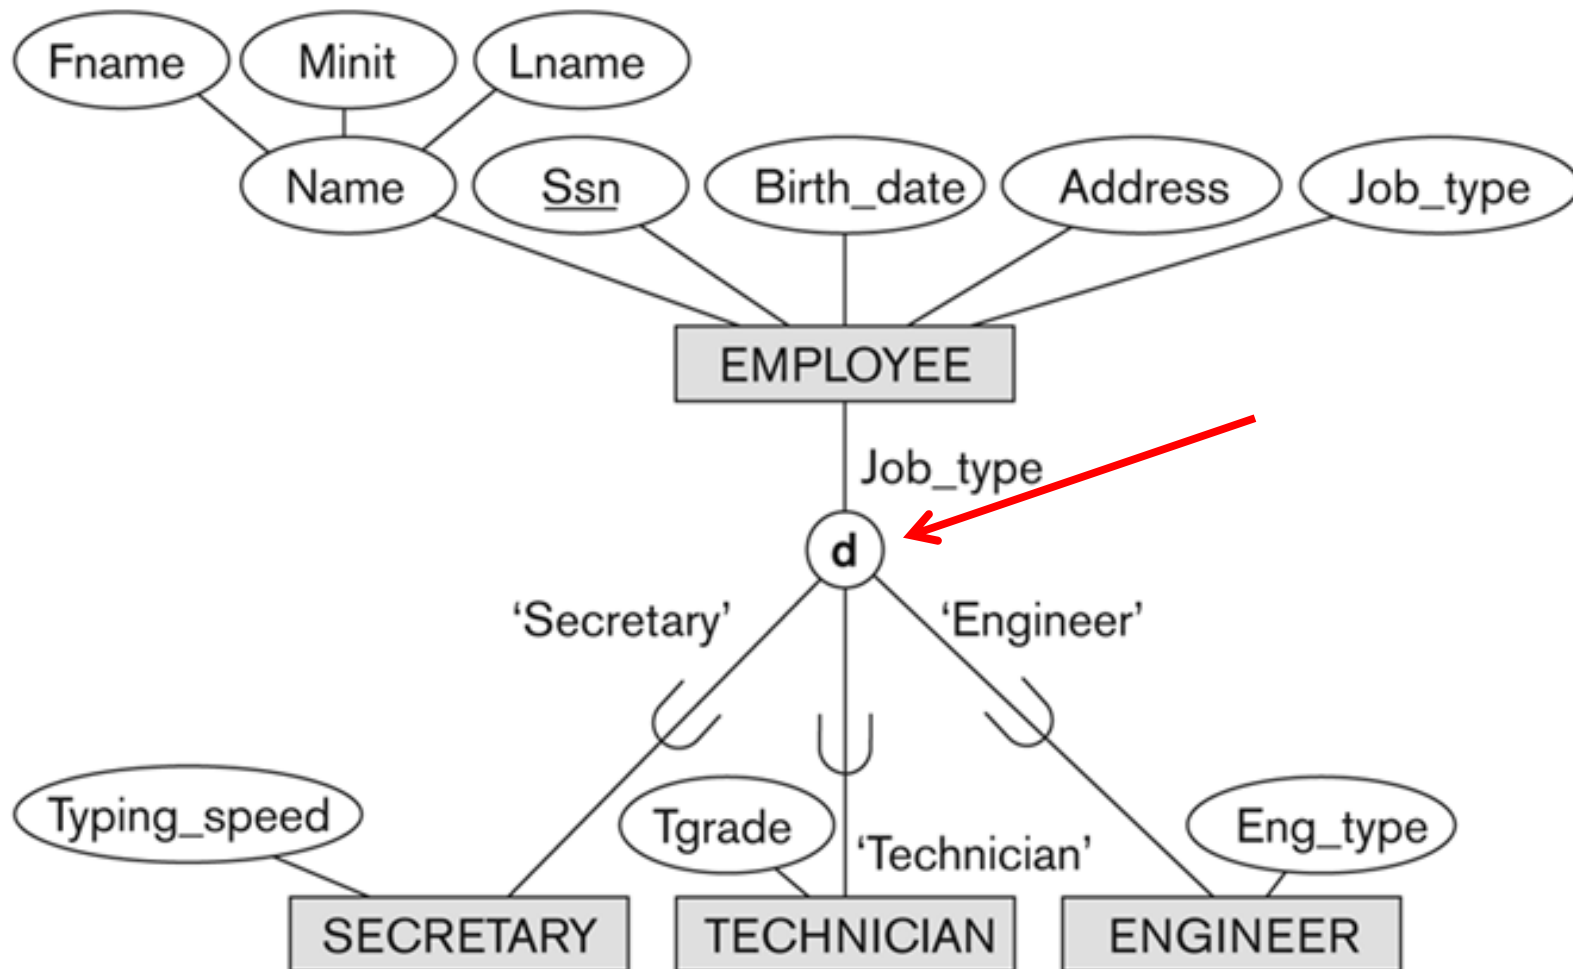 Fname Minit Lname
Name Ssn Birth_date Address Job_type
EMPLOYEE
Job_type
d
‘Secretary’ ‘Engineer’
Typing_speed Tgrade Eng_type
‘Technician’
SECRETARY TECHNICIAN ENGINEER